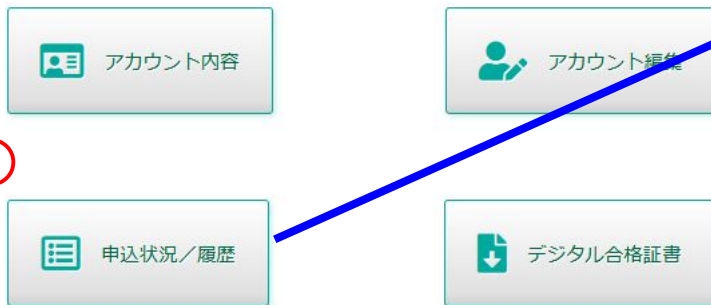 アカウント内容
アカウント編集
申込状況／履歴
デジタル合格証書